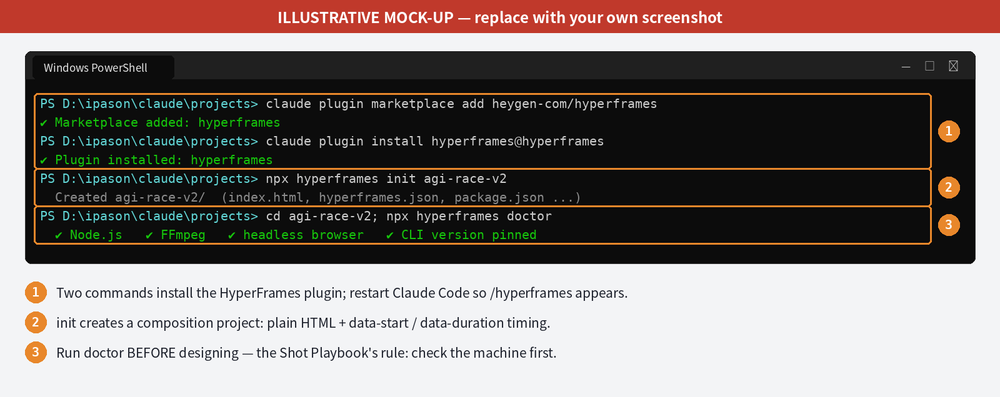 ILLUSTRATIVE MOCK-UP — replace with your own screenshot
Windows PowerShell
PS D:\ipason\claude\projects> claude plugin marketplace add heygen-com/hyperframes
✔ Marketplace added: hyperframes
PS D:\ipason\claude\projects> claude plugin install hyperframes@hyperframes
✔ Plugin installed: hyperframes
1
PS D:\ipason\claude\projects> npx hyperframes init agi-race-v2
Created agi-race-v2/  (index.html, hyperframes.json, package.json ...)
2
PS D:\ipason\claude\projects> cd agi-race-v2; npx hyperframes doctor
✔ Node.js   ✔ FFmpeg   ✔ headless browser   ✔ CLI version pinned
3
1 Two commands install the HyperFrames plugin; restart Claude Code so /hyperframes appears.
2 init creates a composition project: plain HTML + data-start / data-duration timing.
3 Run doctor BEFORE designing — the Shot Playbook's rule: check the machine first.